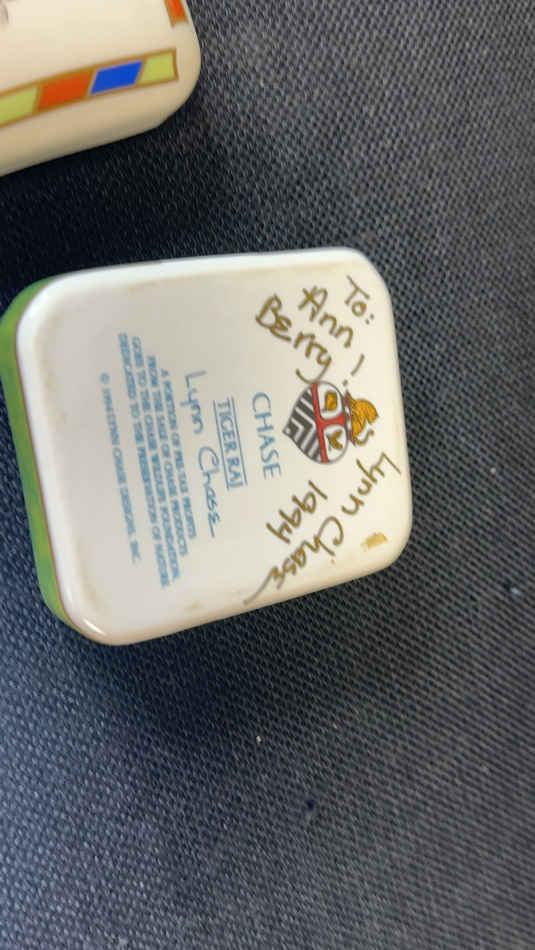 To:
Ann
Berry!
Lynn Chase
1994
CHASE
TIGER RAJ
Lynn Chase
A PORTION OF PRE-TAX PROFITS
FROM THE SALE OF CHASE PRODUCTS
GOES TO THE CHASE WILDLIFE FOUNDATION,
DEDICATED TO THE PRESERVATION OF NATURE
© 1994 LYNN CHASE DESIGNS, INC.